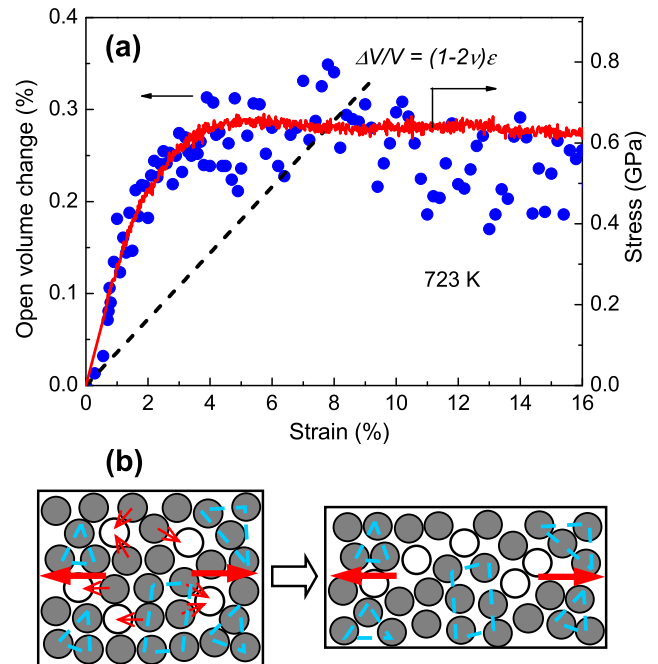 (a)
ΔV/V = (1-2ν)ε
0.4
0.3
0.2
0.1
0.0
Open volume change (%)
0.8
0.6
0.4
0.2
0.0
Stress (GPa)
723 K
0 2 4 6 8 10 12 14 16
Strain (%)
(b)